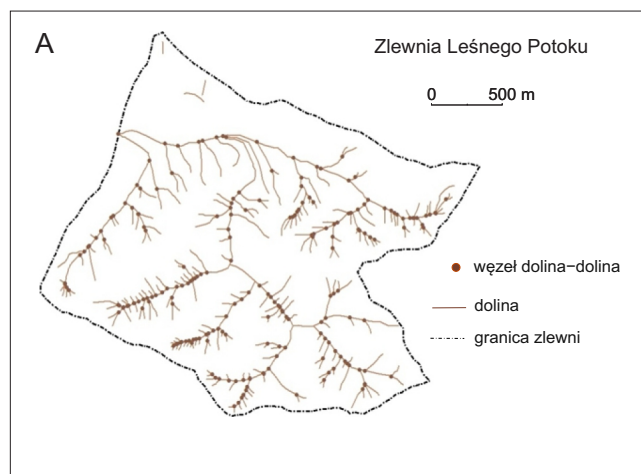 A
Zlewnia Leśnego Potoku
0 500 m
węzeł dolina–dolina
dolina
granica zlewni